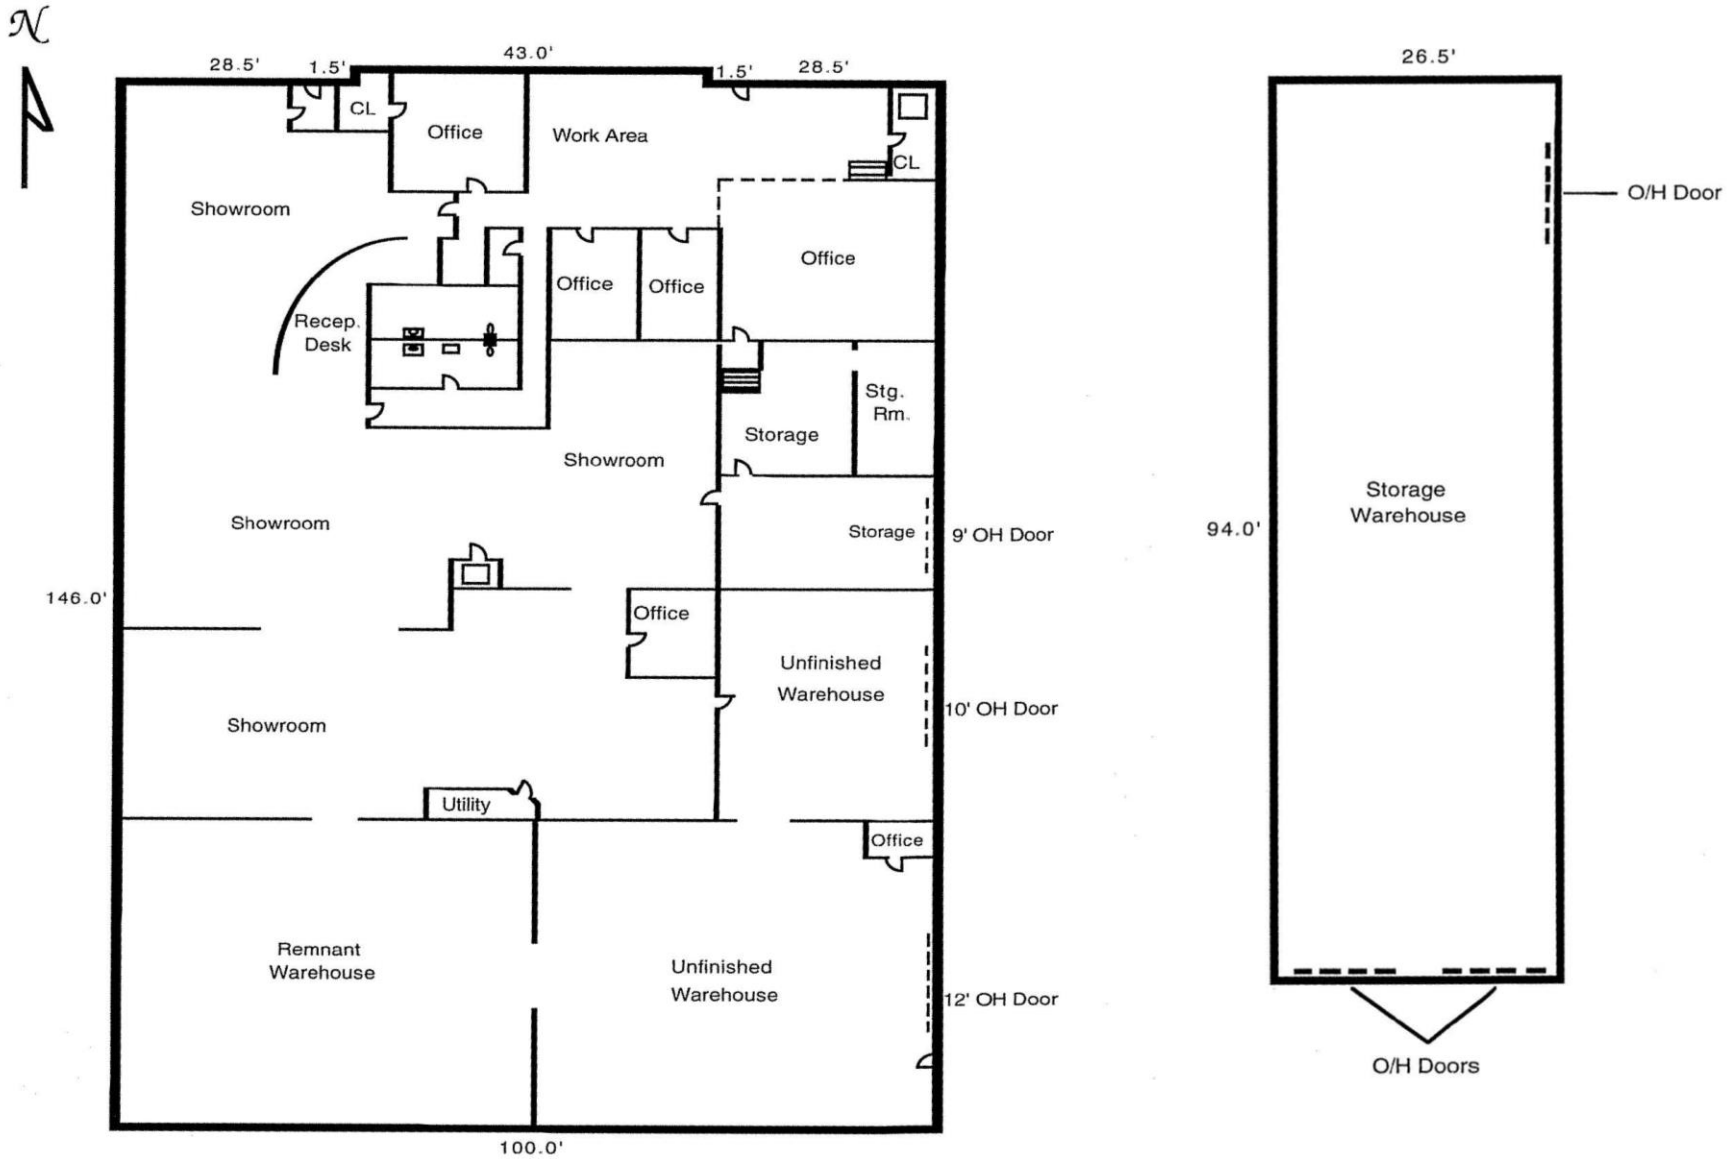 N
28.5'
1.5'
43.0'
1.5'
28.5'
CL
Office
Work Area
CL
Showroom
Office
Office
Office
Recep.
Desk
Stg.
Rm.
Storage
Showroom
Showroom
Storage
9' OH Door
146.0'
Office
Unfinished
Warehouse
10' OH Door
Showroom
Utility
Office
Remnant
Warehouse
Unfinished
Warehouse
12' OH Door
100.0'
26.5'
O/H Door
Storage
Warehouse
94.0'
O/H Doors